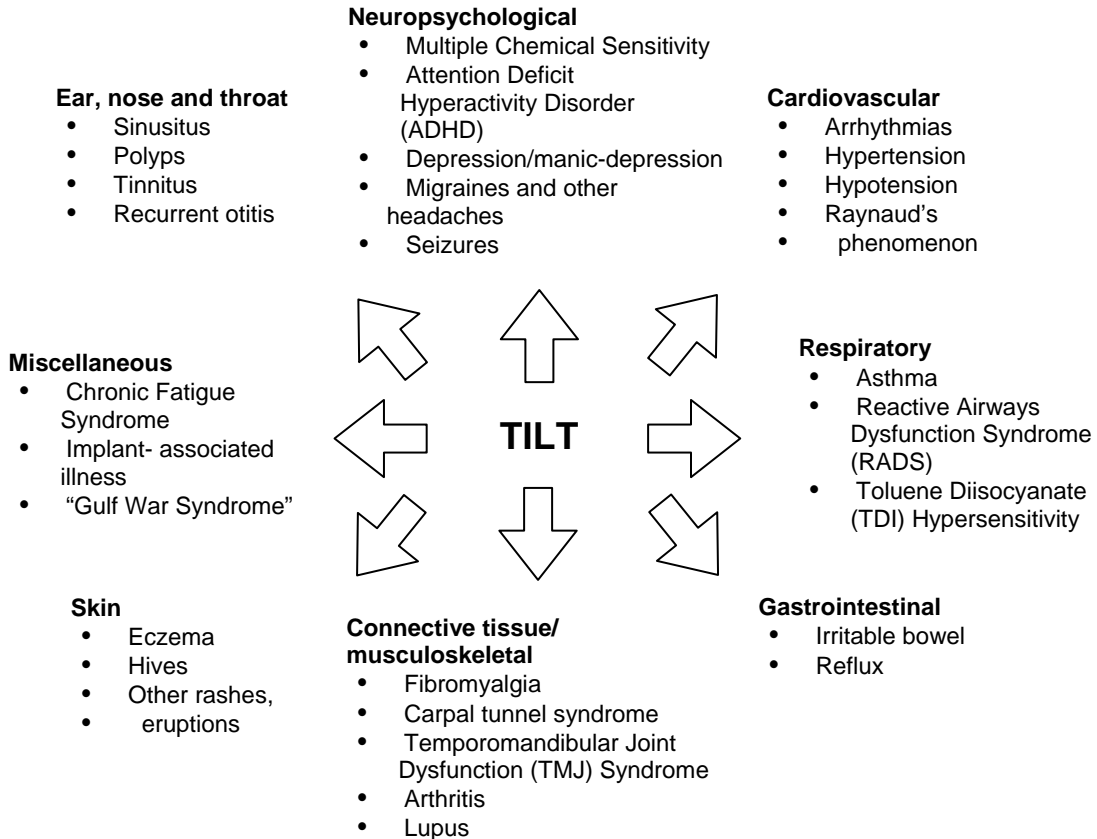 Neuropsychological
• Multiple Chemical Sensitivity
• Attention Deficit
Hyperactivity Disorder
(ADHD)
• Depression/manic-depression
• Migraines and other
headaches
• Seizures
Ear, nose and throat
• Sinusitus
• Polyps
• Tinnitus
• Recurrent otitis
Cardiovascular
• Arrhythmias
• Hypertension
• Hypotension
• Raynaud's
• phenomenon
Miscellaneous
• Chronic Fatigue
Syndrome
• Implant- associated
illness
• “Gulf War Syndrome”
TILT
Respiratory
• Asthma
• Reactive Airways
Dysfunction Syndrome
(RADS)
• Toluene Diisocyanate
(TDI) Hypersensitivity
Skin
• Eczema
• Hives
• Other rashes,
• eruptions
Connective tissue/
musculoskeletal
• Fibromyalgia
• Carpal tunnel syndrome
• Temporomandibular Joint
Dysfunction (TMJ) Syndrome
• Arthritis
• Lupus
Gastrointestinal
• Irritable bowel
• Reflux